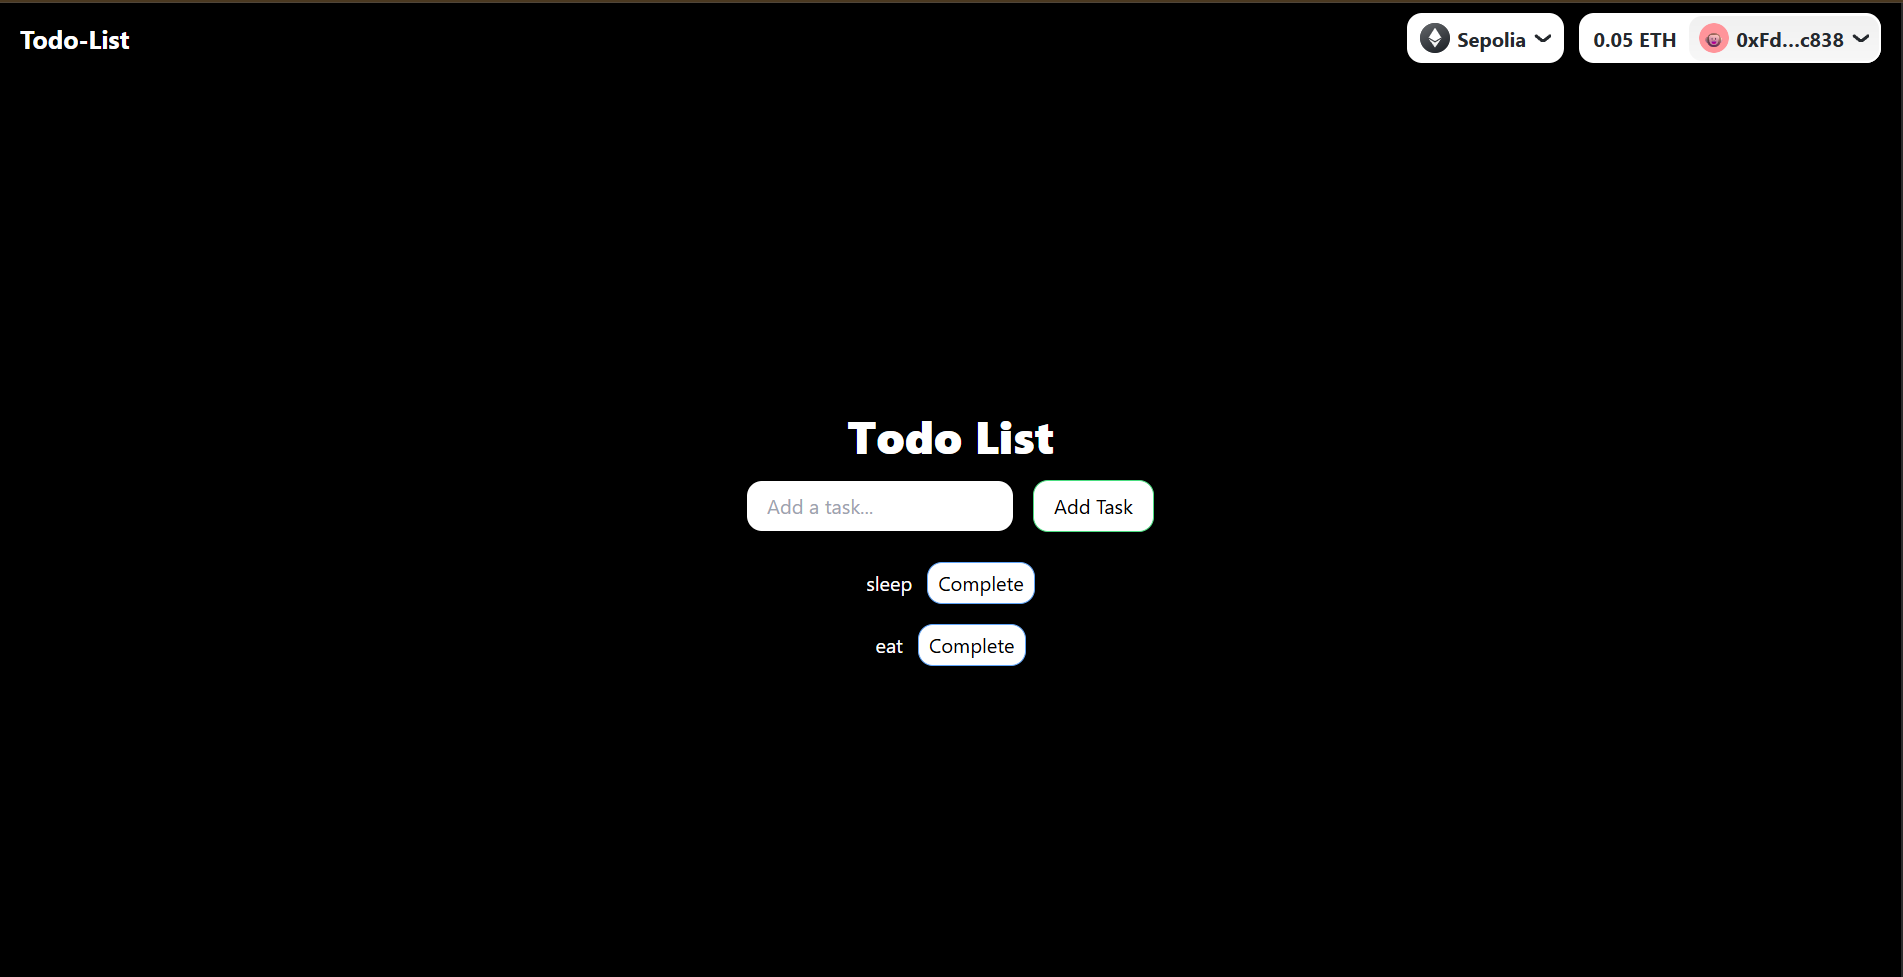 Todo-List
Sepolia
0.05 ETH 0xFd...c838
Todo List
Add a task...
Add Task
sleep Complete
eat Complete